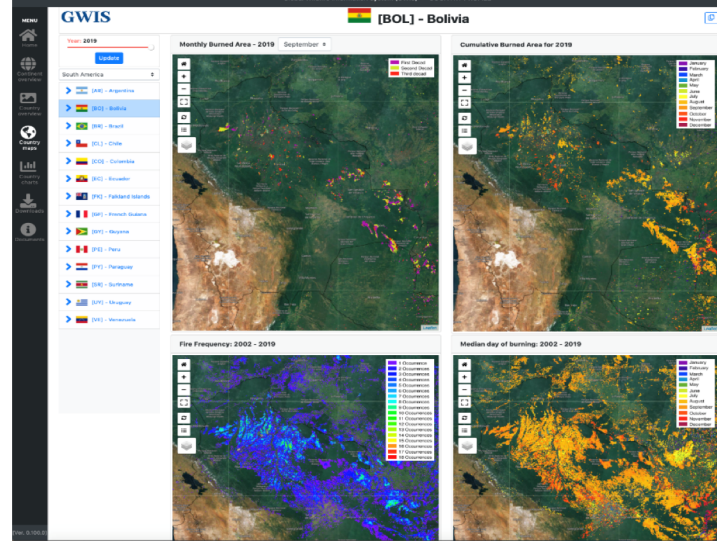 MENU
GWIS
[BOL] - Bolivia
Home
Continent overview
Country overview
Country maps
Country charts
Downloads
Documents
(Ver. 0.100.0)
Year: 2019
Update
South America
[AR] - Argentina
[BO] - Bolivia
[BR] - Brazil
[CL] - Chile
[CO] - Colombia
[EC] - Ecuador
[FK] - Falkland Islands
[GF] - French Guiana
[GY] - Guyana
[PE] - Peru
[PY] - Paraguay
[SR] - Suriname
[UY] - Uruguay
[VE] - Venezuela
Monthly Burned Area - 2019
September
First Decad
Second Decad
Third decad
Leaflet
Cumulative Burned Area for 2019
January
February
March
April
May
June
July
August
September
October
November
December
Leaflet
Fire Frequency: 2002 - 2019
1 Occurrence
2 Occurrences
3 Occurrences
4 Occurrences
5 Occurrences
6 Occurrences
7 Occurrences
8 Occurrences
9 Occurrences
10 Occurrences
11 Occurrences
12 Occurrences
13 Occurrences
14 Occurrences
15 Occurrences
16 Occurrences
17 Occurrences
18 Occurrences
Median day of burning: 2002 - 2019
January
February
March
April
May
June
July
August
September
October
November
December